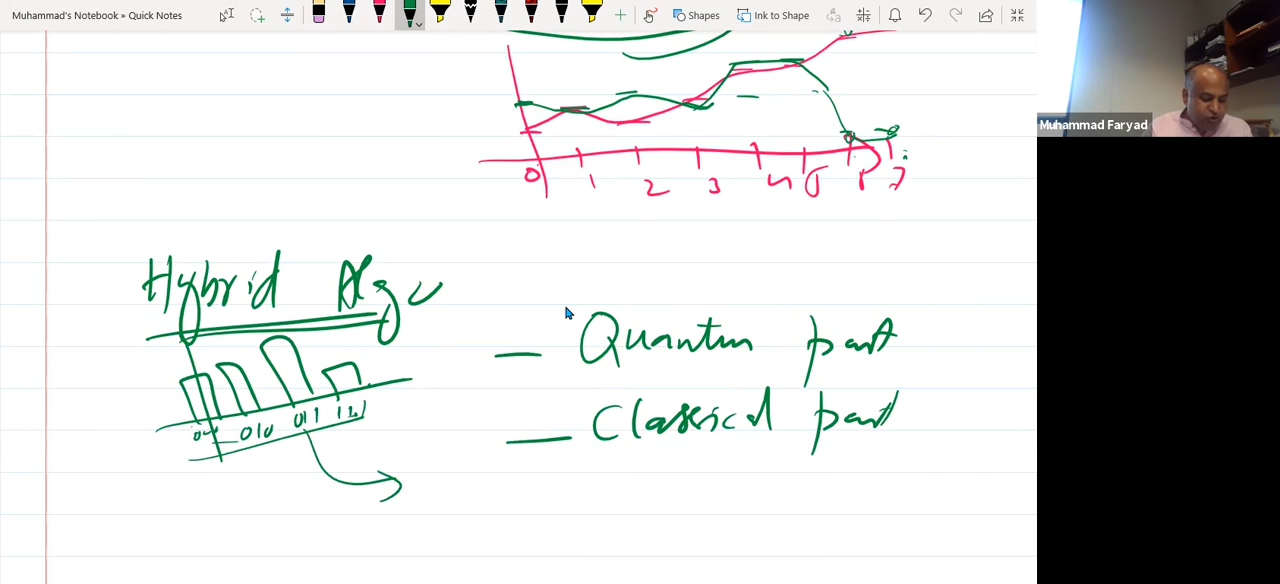 Muhammad's Notebook » Quick Notes
Shapes
Ink to Shape
Muhammad Faryad
0 1 2 3 4 5 6 7
Hybrid Algo
— Quantum part
— Classical part
010 011